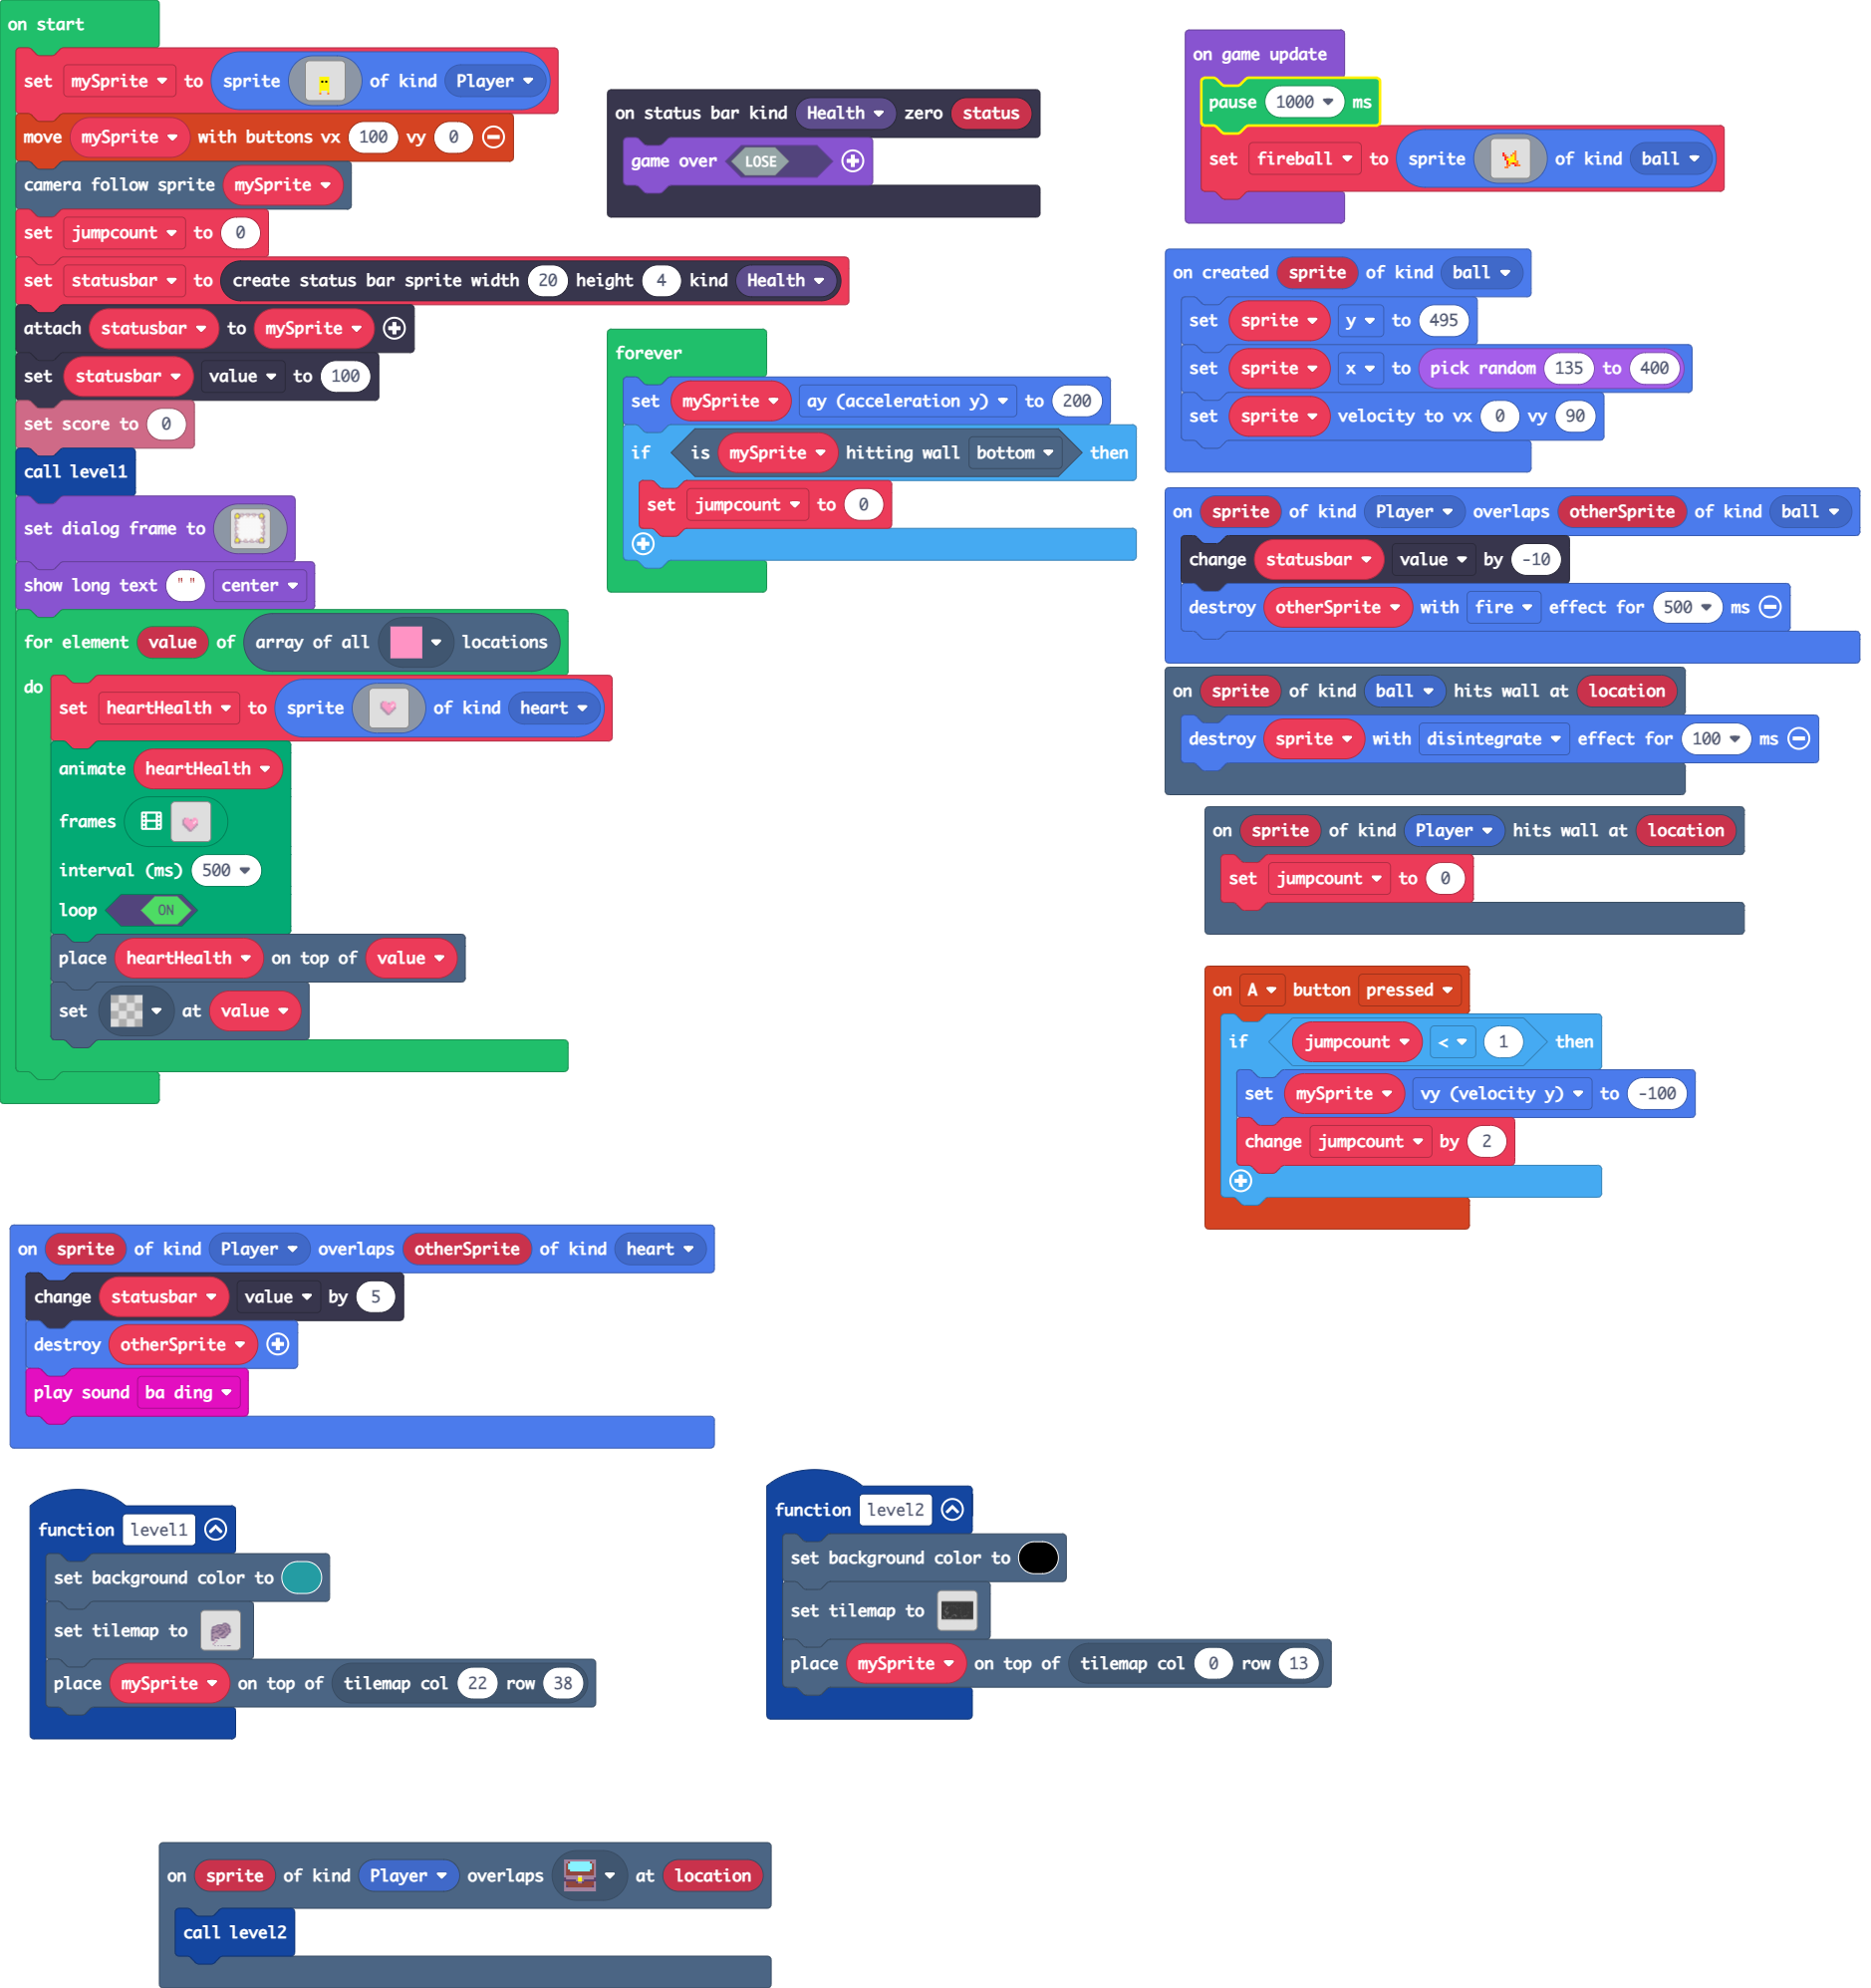 on start
set mySprite to sprite of kind Player
move mySprite with buttons vx 100 vy 0
camera follow sprite mySprite
set jumpcount to 0
set statusbar to create status bar sprite width 20 height 4 kind Health
attach statusbar to mySprite
set statusbar value to 100
set score to 0
call level1
set dialog frame to
show long text " " center
for element value of array of all locations
do
set heartHealth to sprite of kind heart
animate heartHealth
frames
interval (ms) 500
loop ON
place heartHealth on top of value
set at value
on status bar kind Health zero status
game over LOSE
forever
set mySprite ay (acceleration y) to 200
if is mySprite hitting wall bottom then
set jumpcount to 0
on game update
pause 1000 ms
set fireball to sprite of kind ball
on created sprite of kind ball
set sprite y to 495
set sprite x to pick random 135 to 400
set sprite velocity to vx 0 vy 90
on sprite of kind Player overlaps otherSprite of kind ball
change statusbar value by -10
destroy otherSprite with fire effect for 500 ms
on sprite of kind ball hits wall at location
destroy sprite with disintegrate effect for 100 ms
on sprite of kind Player hits wall at location
set jumpcount to 0
on A button pressed
if jumpcount < 1 then
set mySprite vy (velocity y) to -100
change jumpcount by 2
on sprite of kind Player overlaps otherSprite of kind heart
change statusbar value by 5
destroy otherSprite
play sound ba ding
function level1
set background color to
set tilemap to
place mySprite on top of tilemap col 22 row 38
function level2
set background color to
set tilemap to
place mySprite on top of tilemap col 0 row 13
on sprite of kind Player overlaps at location
call level2